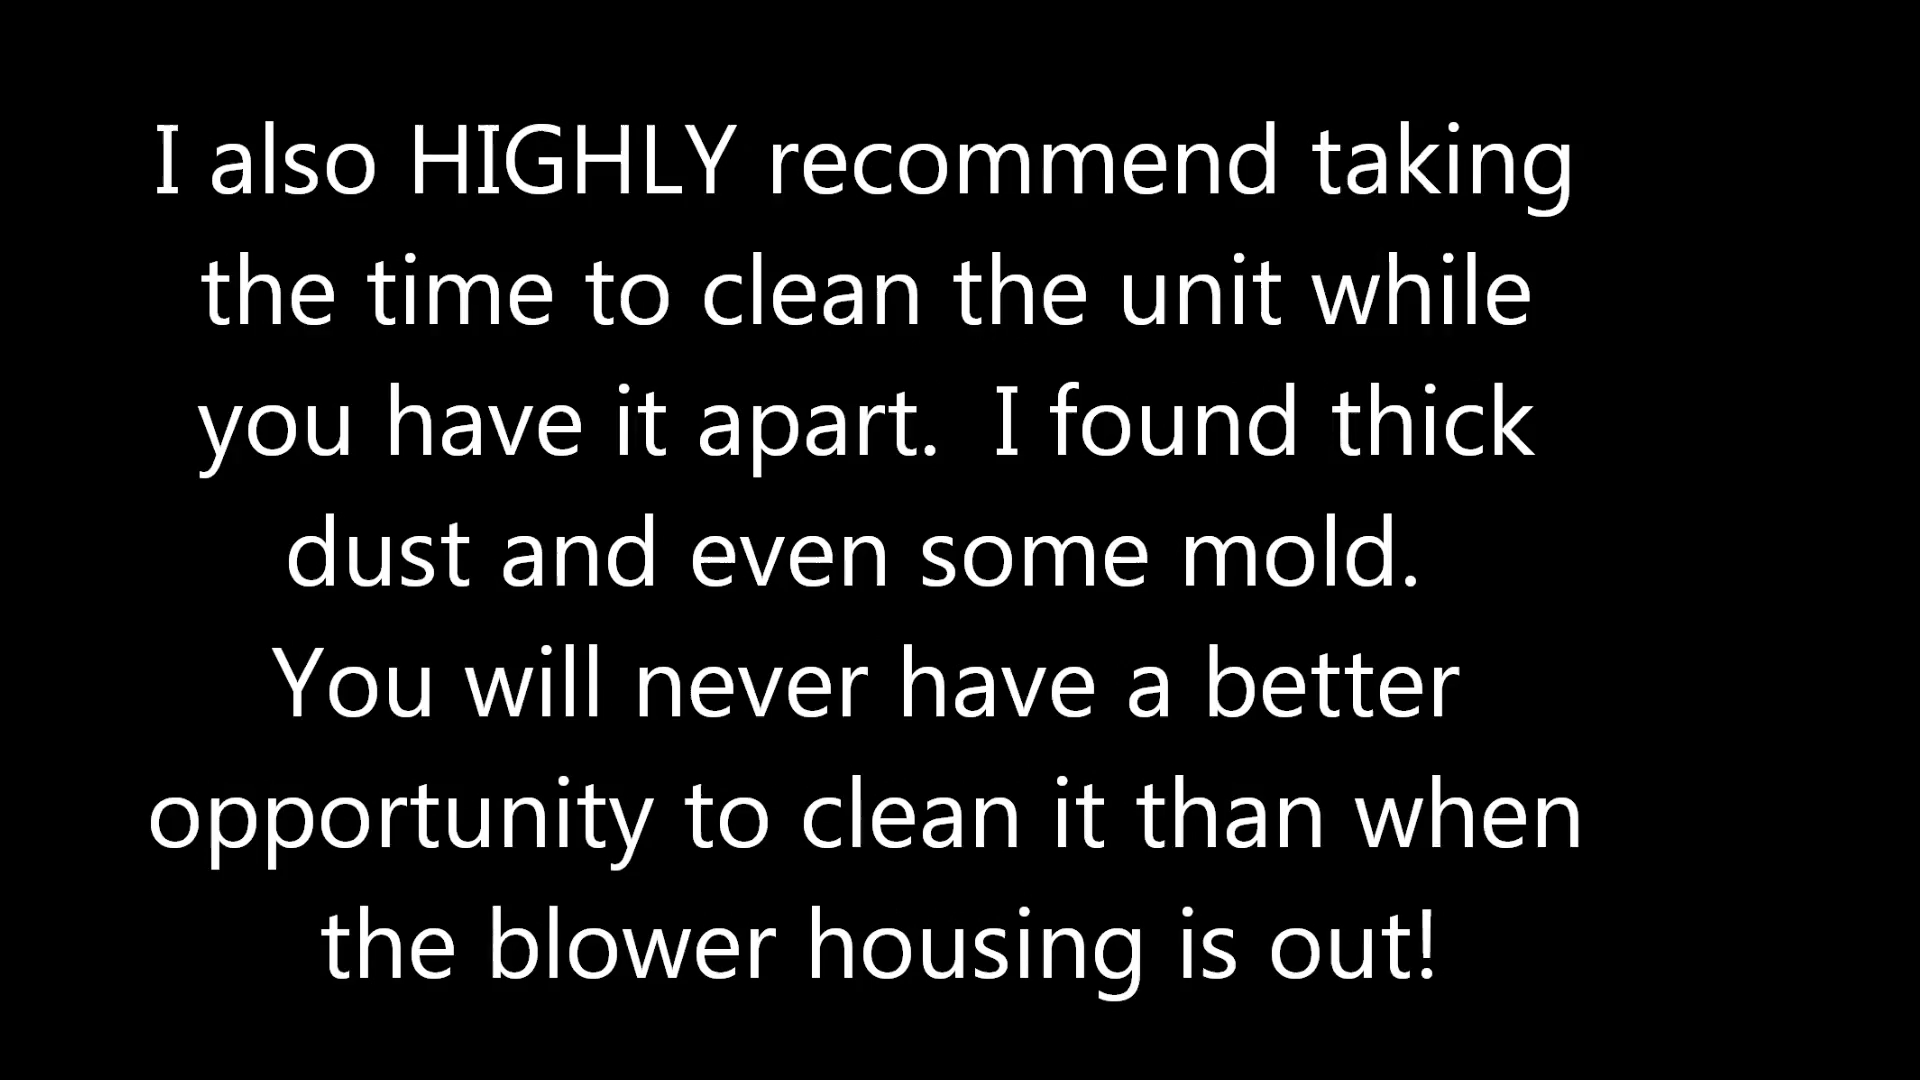 I also HIGHLY recommend taking
the time to clean the unit while
you have it apart.  I found thick
dust and even some mold.
You will never have a better
opportunity to clean it than when
the blower housing is out!